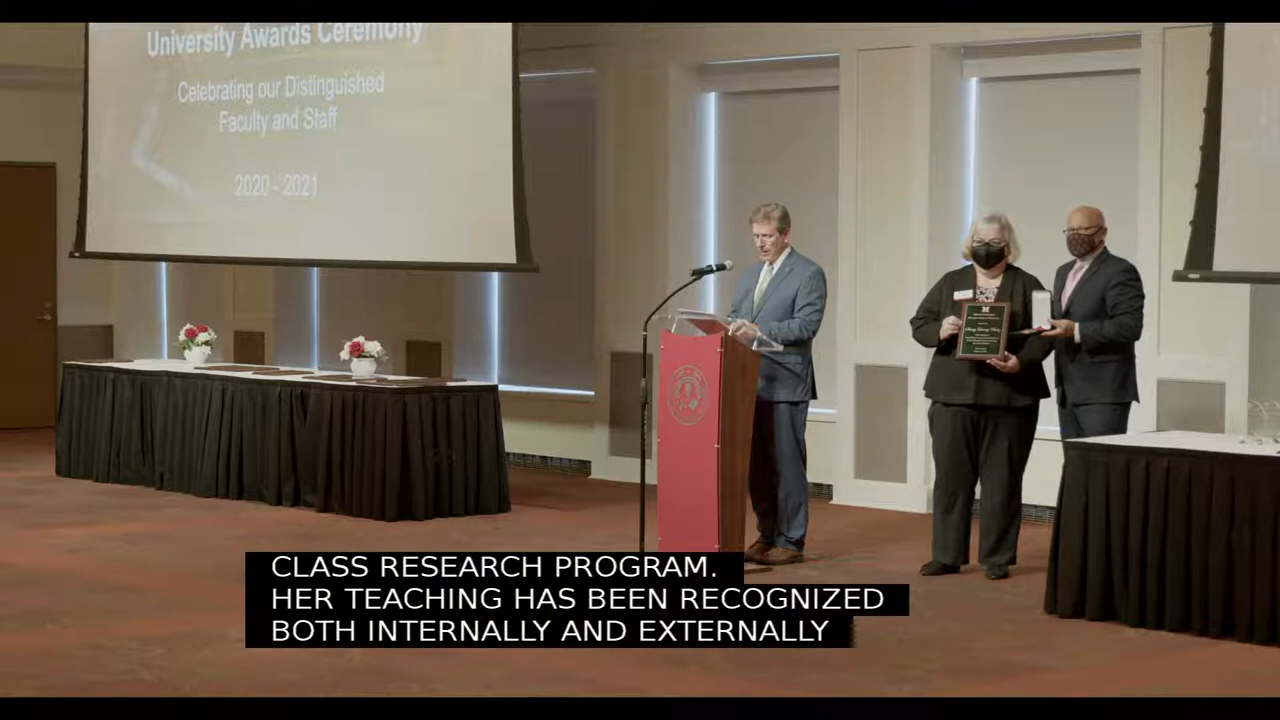 University Awards Ceremony
Celebrating our Distinguished
Faculty and Staff
2020 - 2021
CLASS RESEARCH PROGRAM.
HER TEACHING HAS BEEN RECOGNIZED
BOTH INTERNALLY AND EXTERNALLY